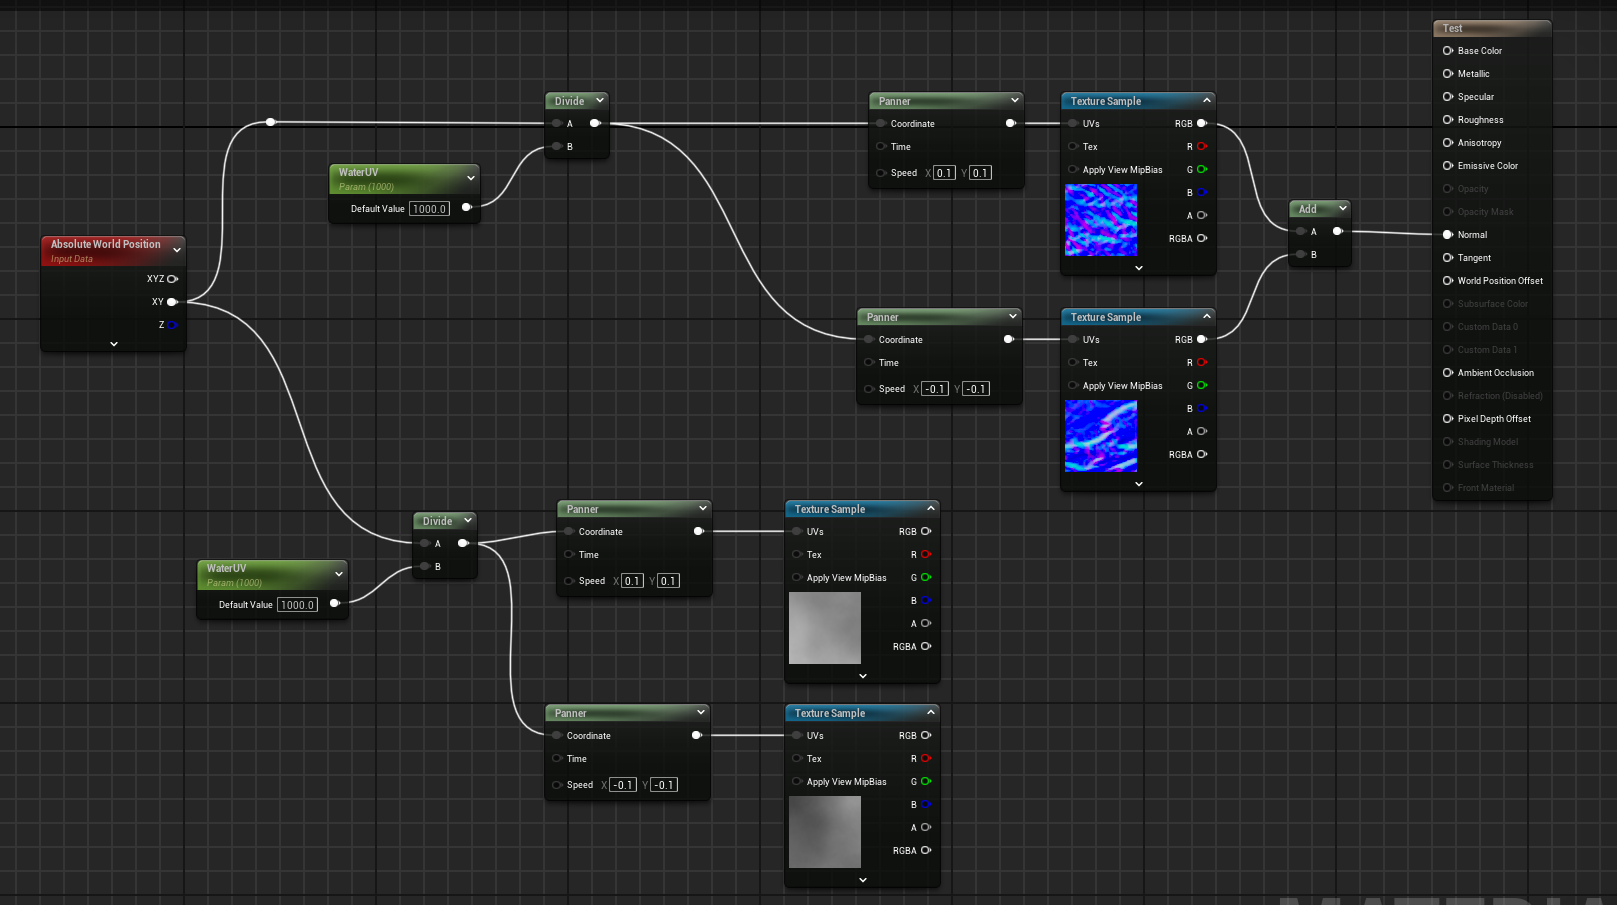 Test
Base Color
Metallic
Specular
Roughness
Anisotropy
Emissive Color
Opacity
Opacity Mask
Normal
Tangent
World Position Offset
Subsurface Color
Custom Data 0
Custom Data 1
Ambient Occlusion
Refraction (Disabled)
Pixel Depth Offset
Shading Model
Surface Thickness
Front Material
Divide
A
B
Panner
Coordinate
Time
Speed X 0.1 Y 0.1
Texture Sample
UVs RGB
Tex R
Apply View MipBias G
B
A
RGBA
WaterUV
Param (1000)
Default Value 1000.0
Add
A
B
Absolute World Position
Input Data
XYZ
XY
Z
Panner
Coordinate
Time
Speed X -0.1 Y -0.1
Texture Sample
UVs RGB
Tex R
Apply View MipBias G
B
A
RGBA
Divide
A
B
WaterUV
Param (1000)
Default Value 1000.0
Panner
Coordinate
Time
Speed X 0.1 Y 0.1
Texture Sample
UVs RGB
Tex R
Apply View MipBias G
B
A
RGBA
Panner
Coordinate
Time
Speed X -0.1 Y -0.1
Texture Sample
UVs RGB
Tex R
Apply View MipBias G
B
A
RGBA